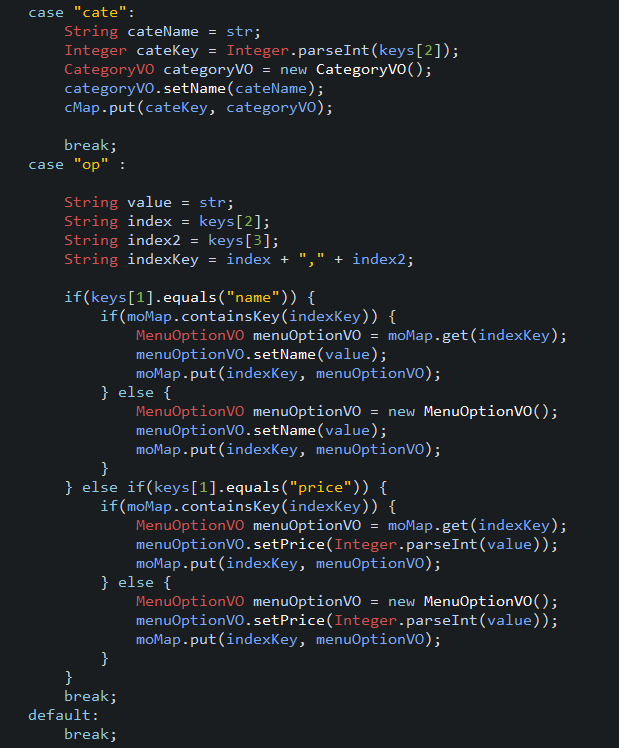 case "cate":
String cateName = str;
Integer cateKey = Integer.parseInt(keys[2]);
CategoryVO categoryVO = new CategoryVO();
categoryVO.setName(cateName);
cMap.put(cateKey, categoryVO);
break;
case "op" :
String value = str;
String index = keys[2];
String index2 = keys[3];
String indexKey = index + "," + index2;
if(keys[1].equals("name")) {
if(moMap.containsKey(indexKey)) {
MenuOptionVO menuOptionVO = moMap.get(indexKey);
menuOptionVO.setName(value);
moMap.put(indexKey, menuOptionVO);
} else {
MenuOptionVO menuOptionVO = new MenuOptionVO();
menuOptionVO.setName(value);
moMap.put(indexKey, menuOptionVO);
}
} else if(keys[1].equals("price")) {
if(moMap.containsKey(indexKey)) {
MenuOptionVO menuOptionVO = moMap.get(indexKey);
menuOptionVO.setPrice(Integer.parseInt(value));
moMap.put(indexKey, menuOptionVO);
} else {
MenuOptionVO menuOptionVO = new MenuOptionVO();
menuOptionVO.setPrice(Integer.parseInt(value));
moMap.put(indexKey, menuOptionVO);
}
}
break;
default:
break;